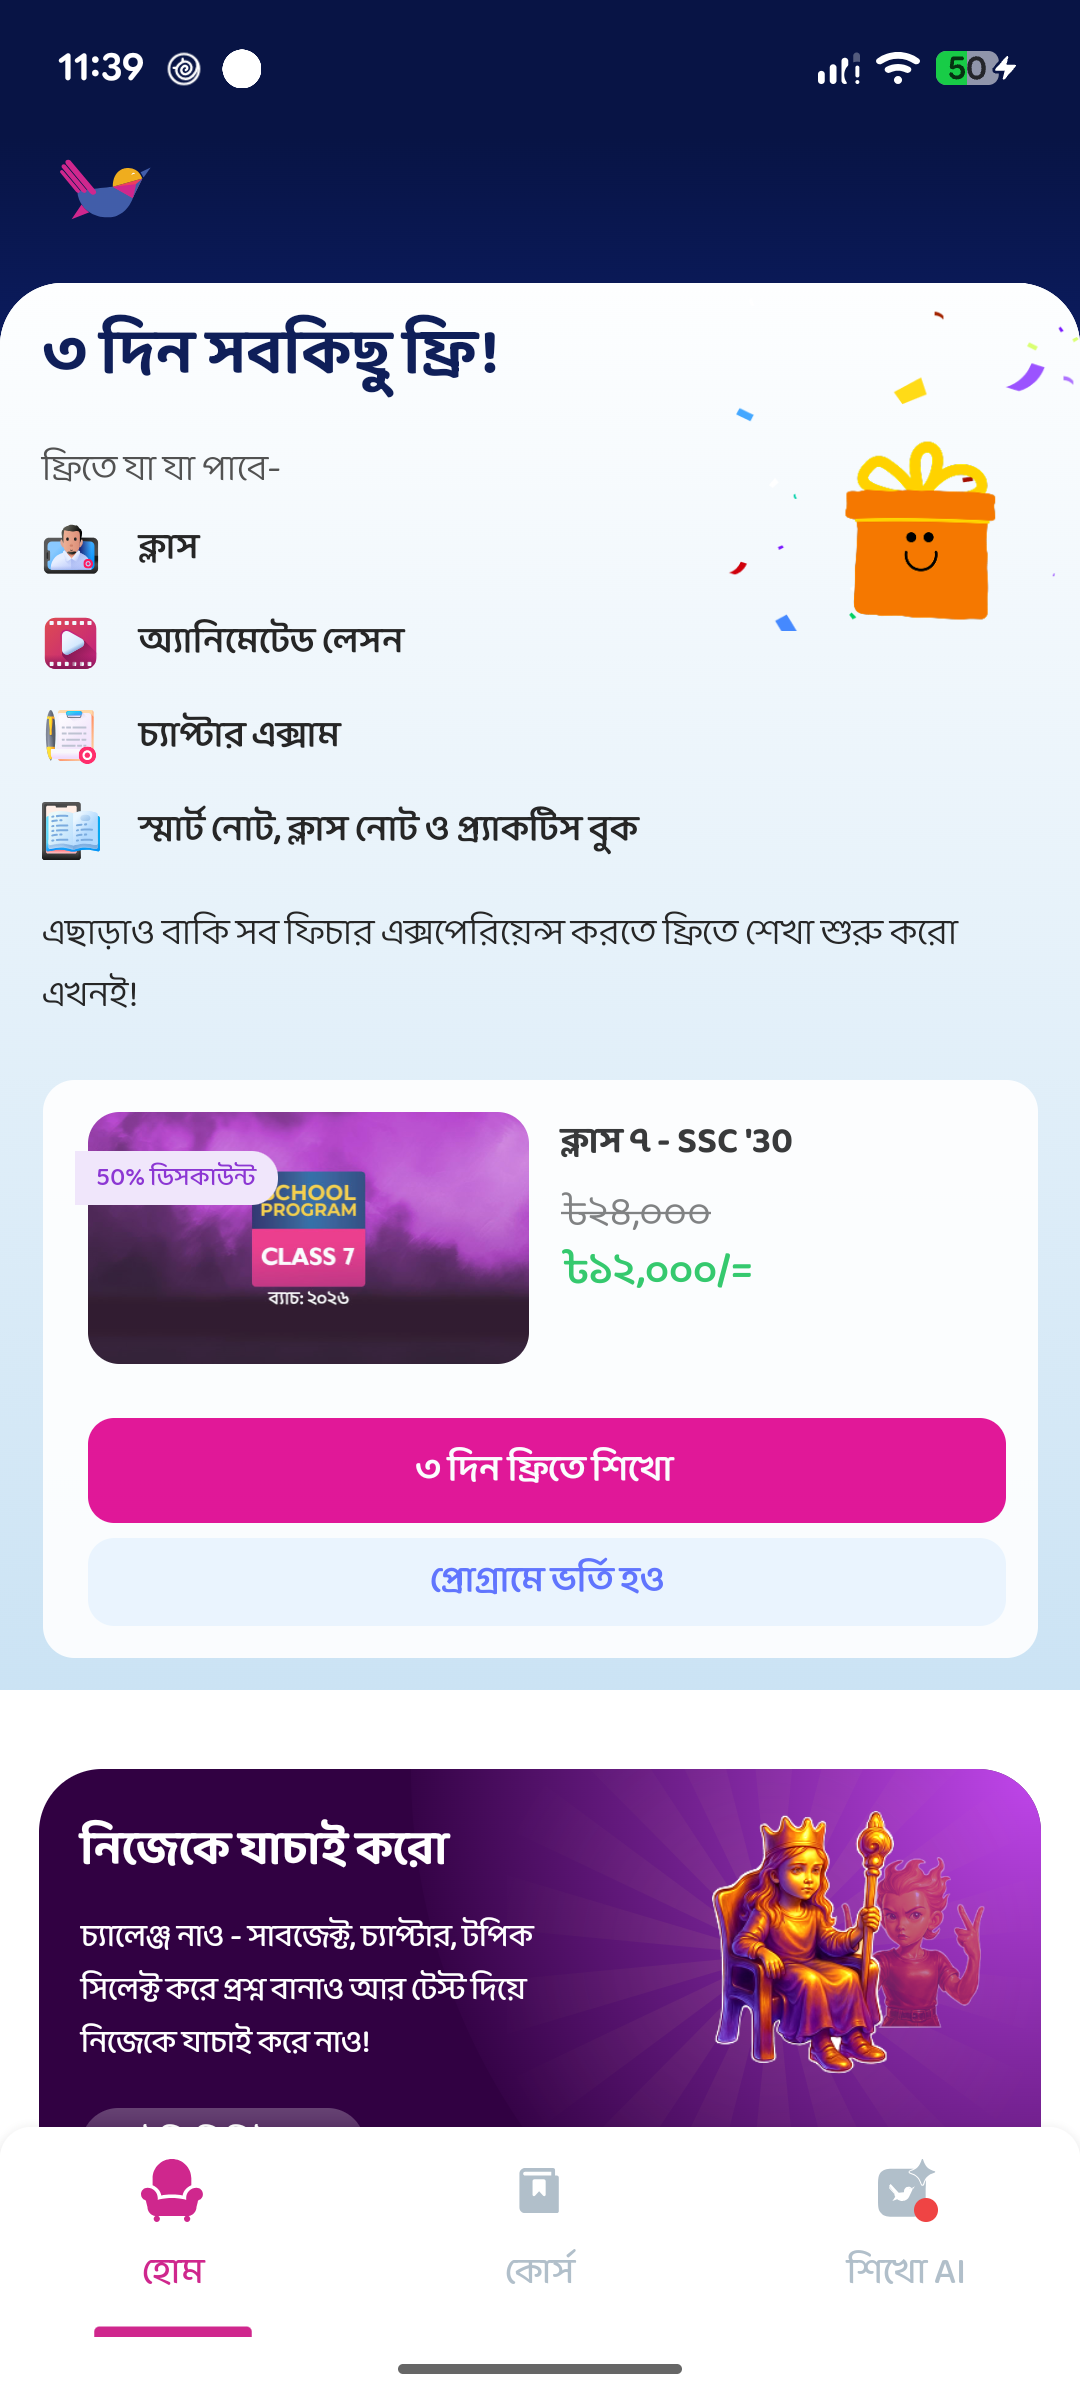 11:39
50
৩ দিন সবকিছু ফ্রি!
ফ্রিতে যা যা পাবে-
ক্লাস
অ্যানিমেটেড লেসন
চ্যাপ্টার এক্সাম
স্মার্ট নোট, ক্লাস নোট ও প্র্যাকটিস বুক
এছাড়াও বাকি সব ফিচার এক্সপেরিয়েন্স করতে ফ্রিতে শেখা শুরু করো
এখনই!
50% ডিসকাউন্ট
SCHOOL
PROGRAM
CLASS 7
ব্যাচ: ২০২৬
ক্লাস ৭ - SSC '30
৳২৪,০০০
৳১২,০০০/=
৩ দিন ফ্রিতে শিখো
প্রোগ্রামে ভর্তি হও
নিজেকে যাচাই করো
চ্যালেঞ্জ নাও - সাবজেক্ট, চ্যাপ্টার, টপিক
সিলেক্ট করে প্রশ্ন বানাও আর টেস্ট দিয়ে
নিজেকে যাচাই করে নাও!
হোম
কোর্স
শিখো AI